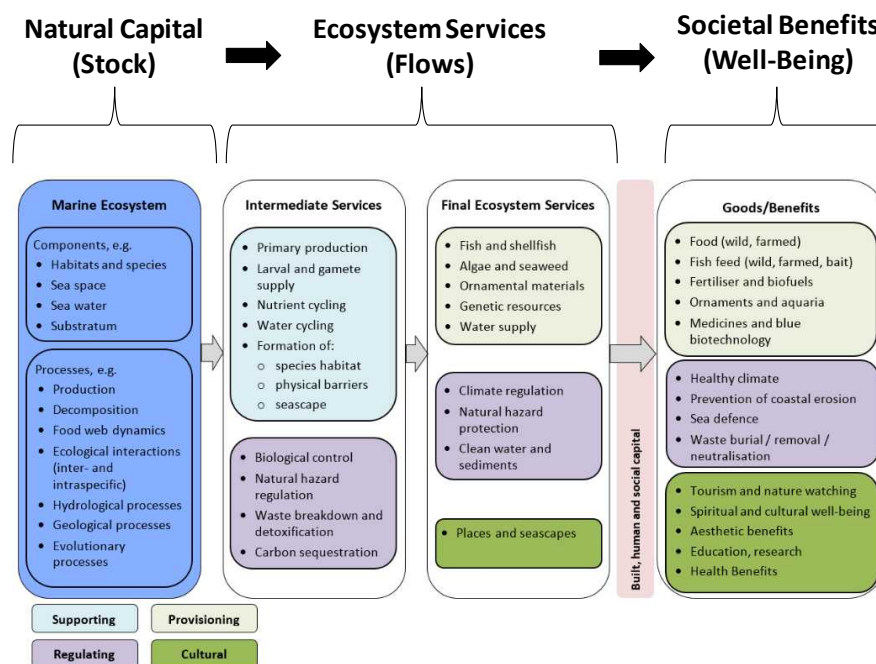 Natural Capital
(Stock)
Ecosystem Services
(Flows)
Societal Benefits
(Well-Being)
Marine Ecosystem
Components, e.g.
• Habitats and species
• Sea space
• Sea water
• Substratum
Processes, e.g.
• Production
• Decomposition
• Food web dynamics
• Ecological interactions
(inter- and
intraspecific)
• Hydrological processes
• Geological processes
• Evolutionary
processes
Intermediate Services
• Primary production
• Larval and gamete
supply
• Nutrient cycling
• Water cycling
• Formation of:
o species habitat
o physical barriers
o seascape
• Biological control
• Natural hazard
regulation
• Waste breakdown and
detoxification
• Carbon sequestration
Final Ecosystem Services
• Fish and shellfish
• Algae and seaweed
• Ornamental materials
• Genetic resources
• Water supply
• Climate regulation
• Natural hazard
protection
• Clean water and
sediments
• Places and seascapes
Built, human and social capital
Goods/Benefits
• Food (wild, farmed)
• Fish feed (wild, farmed, bait)
• Fertiliser and biofuels
• Ornaments and aquaria
• Medicines and blue
biotechnology
• Healthy climate
• Prevention of coastal erosion
• Sea defence
• Waste burial / removal /
neutralisation
• Tourism and nature watching
• Spiritual and cultural well-being
• Aesthetic benefits
• Education, research
• Health Benefits
Supporting
Provisioning
Regulating
Cultural